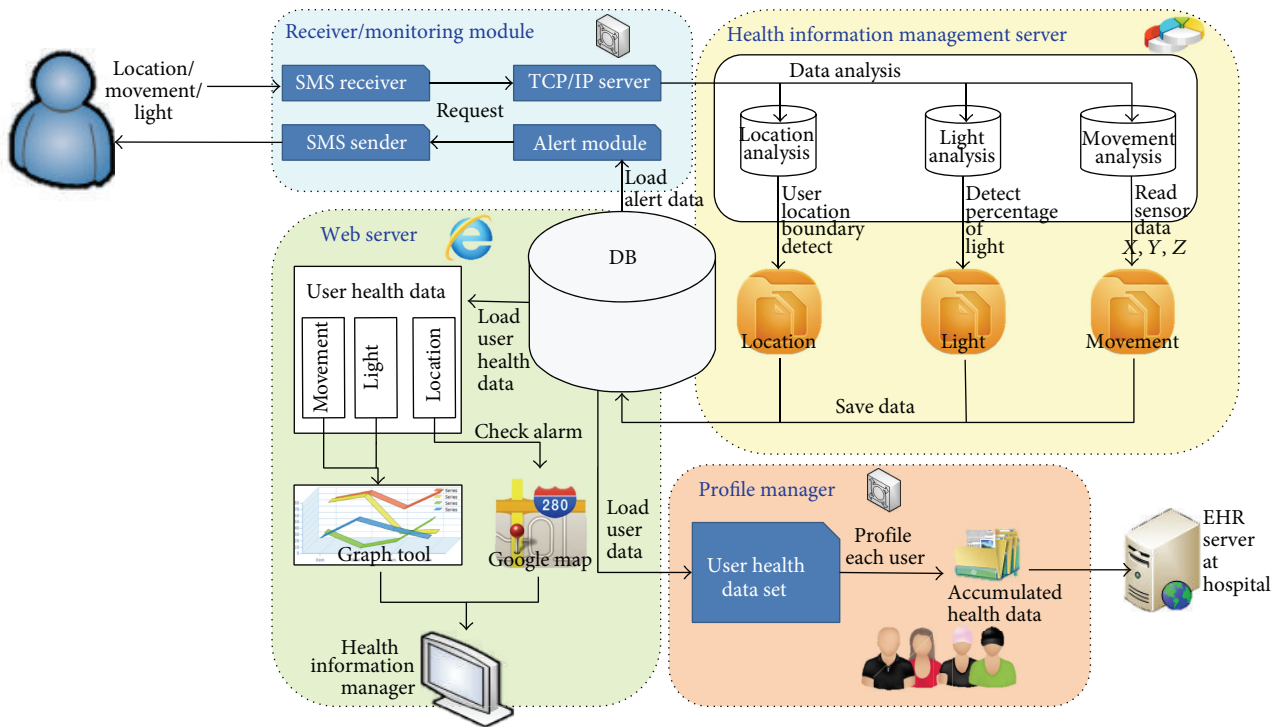 Receiver/monitoring module
Location/
movement/
light
SMS receiver
TCP/IP server
Request
SMS sender
Alert module
Load
alert data
Health information management server
Data analysis
Location
analysis
Light
analysis
Movement
analysis
User
location
boundary
detect
Detect
percentage
of
light
Read
sensor
data
X, Y, Z
Location
Light
Movement
Save data
Web server
DB
User health data
Movement
Light
Location
Load
user
health
data
Check alarm
Series
Series
Series
Series
Graph tool
280
Google map
Load
user
data
Health
information
manager
Profile manager
User health
data set
Profile
each user
Accumulated
health data
EHR
server
at
hospital